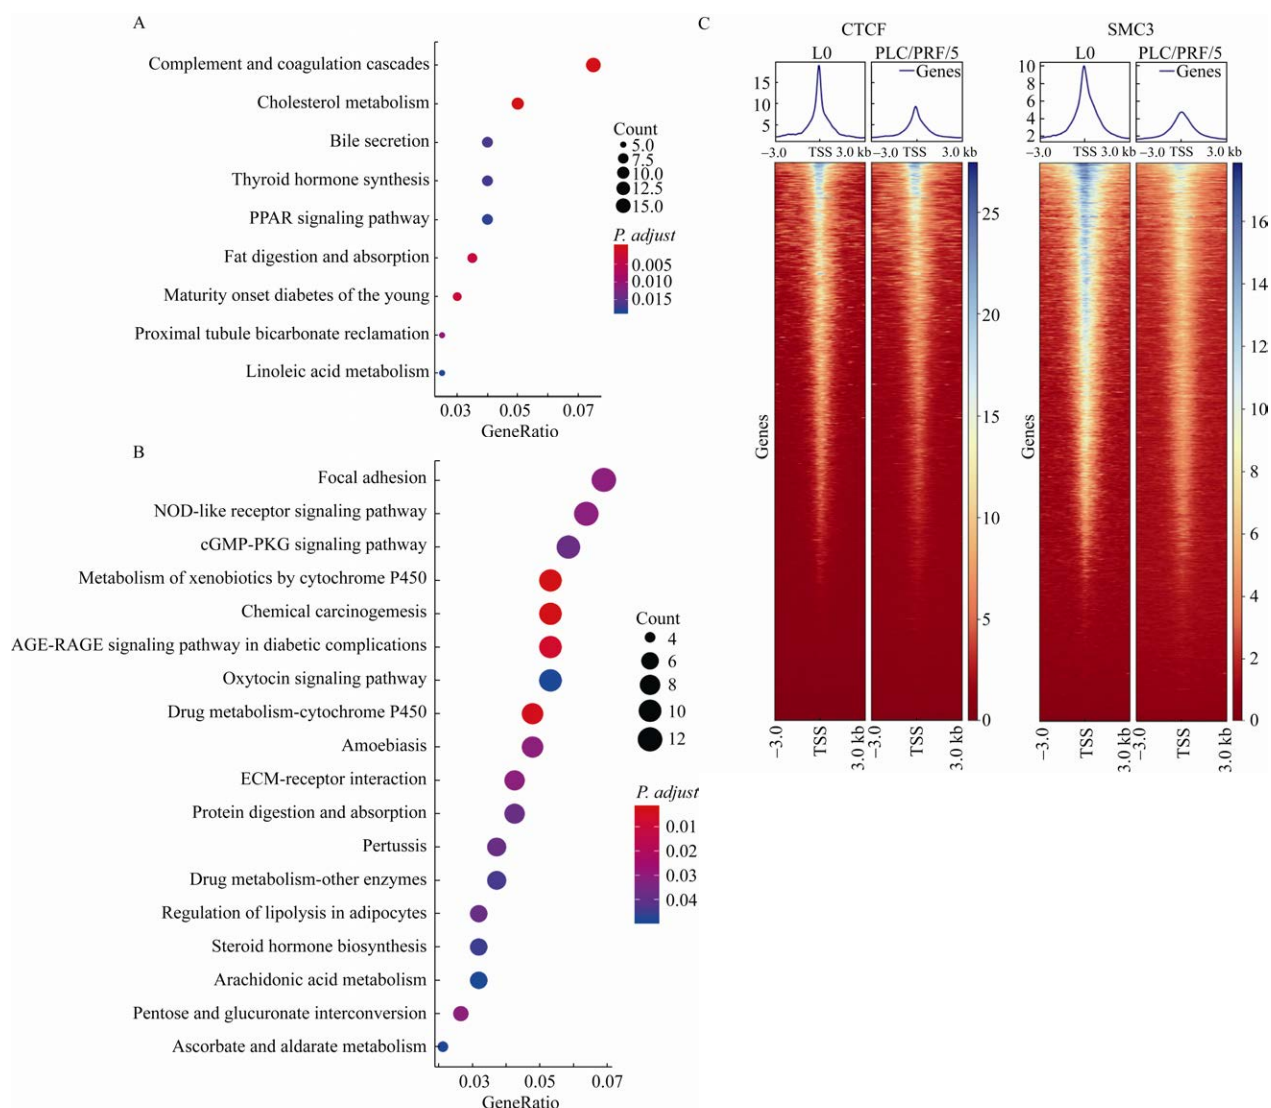 A
Complement and coagulation cascades
Cholesterol metabolism
Bile secretion
Thyroid hormone synthesis
PPAR signaling pathway
Fat digestion and absorption
Maturity onset diabetes of the young
Proximal tubule bicarbonate reclamation
Linoleic acid metabolism
0.03 0.05 0.07
GeneRatio
Count
5.0
7.5
10.0
12.5
15.0
P. adjust
0.005
0.010
0.015
B
Focal adhesion
NOD-like receptor signaling pathway
cGMP-PKG signaling pathway
Metabolism of xenobiotics by cytochrome P450
Chemical carcinogenesis
AGE-RAGE signaling pathway in diabetic complications
Oxytocin signaling pathway
Drug metabolism-cytochrome P450
Amoebiasis
ECM-receptor interaction
Protein digestion and absorption
Pertussis
Drug metabolism-other enzymes
Regulation of lipolysis in adipocytes
Steroid hormone biosynthesis
Arachidonic acid metabolism
Pentose and glucuronate interconversion
Ascorbate and aldarate metabolism
0.03 0.05 0.07
GeneRatio
Count
4
6
8
10
12
P. adjust
0.01
0.02
0.03
0.04
C
CTCF
L0 PLC/PRF/5
Genes
15
10
5
−3.0 TSS 3.0 kb
−3.0 TSS 3.0 kb
Genes
25
20
15
10
5
0
−3.0 TSS 3.0 kb
−3.0 TSS 3.0 kb
SMC3
L0 PLC/PRF/5
Genes
10
8
6
4
2
−3.0 TSS 3.0 kb
−3.0 TSS 3.0 kb
Genes
16
14
12
10
8
6
4
2
0
−3.0 TSS 3.0 kb
−3.0 TSS 3.0 kb